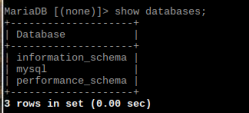 MariaDB [(none)]> show databases;
+--------------------+
| Database           |
+--------------------+
| information_schema |
| mysql              |
| performance_schema |
+--------------------+
3 rows in set (0.00 sec)